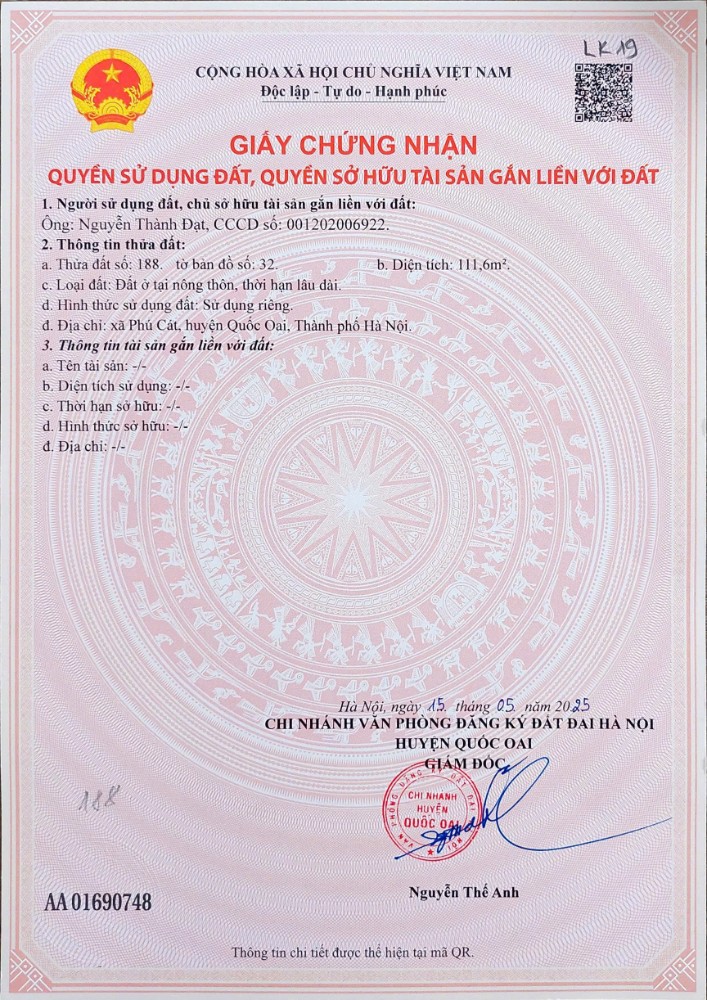 LK 19
CỘNG HÒA XÃ HỘI CHỦ NGHĨA VIỆT NAM
Độc lập - Tự do - Hạnh phúc
GIẤY CHỨNG NHẬN
QUYỀN SỬ DỤNG ĐẤT, QUYỀN SỞ HỮU TÀI SẢN GẮN LIỀN VỚI ĐẤT
1. Người sử dụng đất, chủ sở hữu tài sản gắn liền với đất:
Ông: Nguyễn Thành Đạt, CCCD số: 001202006922.
2. Thông tin thửa đất:
a. Thửa đất số: 188. tờ bản đồ số: 32. b. Diện tích: 111,6m².
c. Loại đất: Đất ở tại nông thôn, thời hạn lâu dài.
d. Hình thức sử dụng đất: Sử dụng riêng.
đ. Địa chỉ: xã Phú Cát, huyện Quốc Oai, Thành phố Hà Nội.
3. Thông tin tài sản gắn liền với đất:
a. Tên tài sản: -/-
b. Diện tích sử dụng: -/-
c. Thời hạn sở hữu: -/-
d. Hình thức sở hữu: -/-
đ. Địa chỉ: -/-
Hà Nội, ngày 15. tháng 05. năm 2025
CHI NHÁNH VĂN PHÒNG ĐĂNG KÝ ĐẤT ĐAI HÀ NỘI
HUYỆN QUỐC OAI
GIÁM ĐỐC
VĂN PHÒNG ĐĂNG KÝ ĐẤT ĐAI
CHI NHÁNH
HUYỆN
QUỐC OAI
188
Nguyễn Thế Anh
AA 01690748
Thông tin chi tiết được thể hiện tại mã QR.